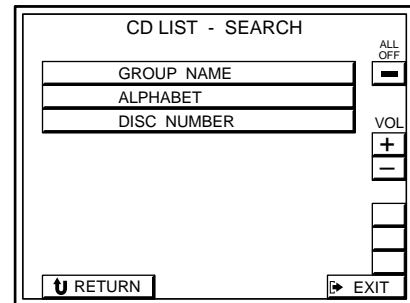 CD LIST - SEARCH
ALL
OFF
GROUP NAME
ALPHABET
DISC NUMBER
VOL
+
−
RETURN
EXIT